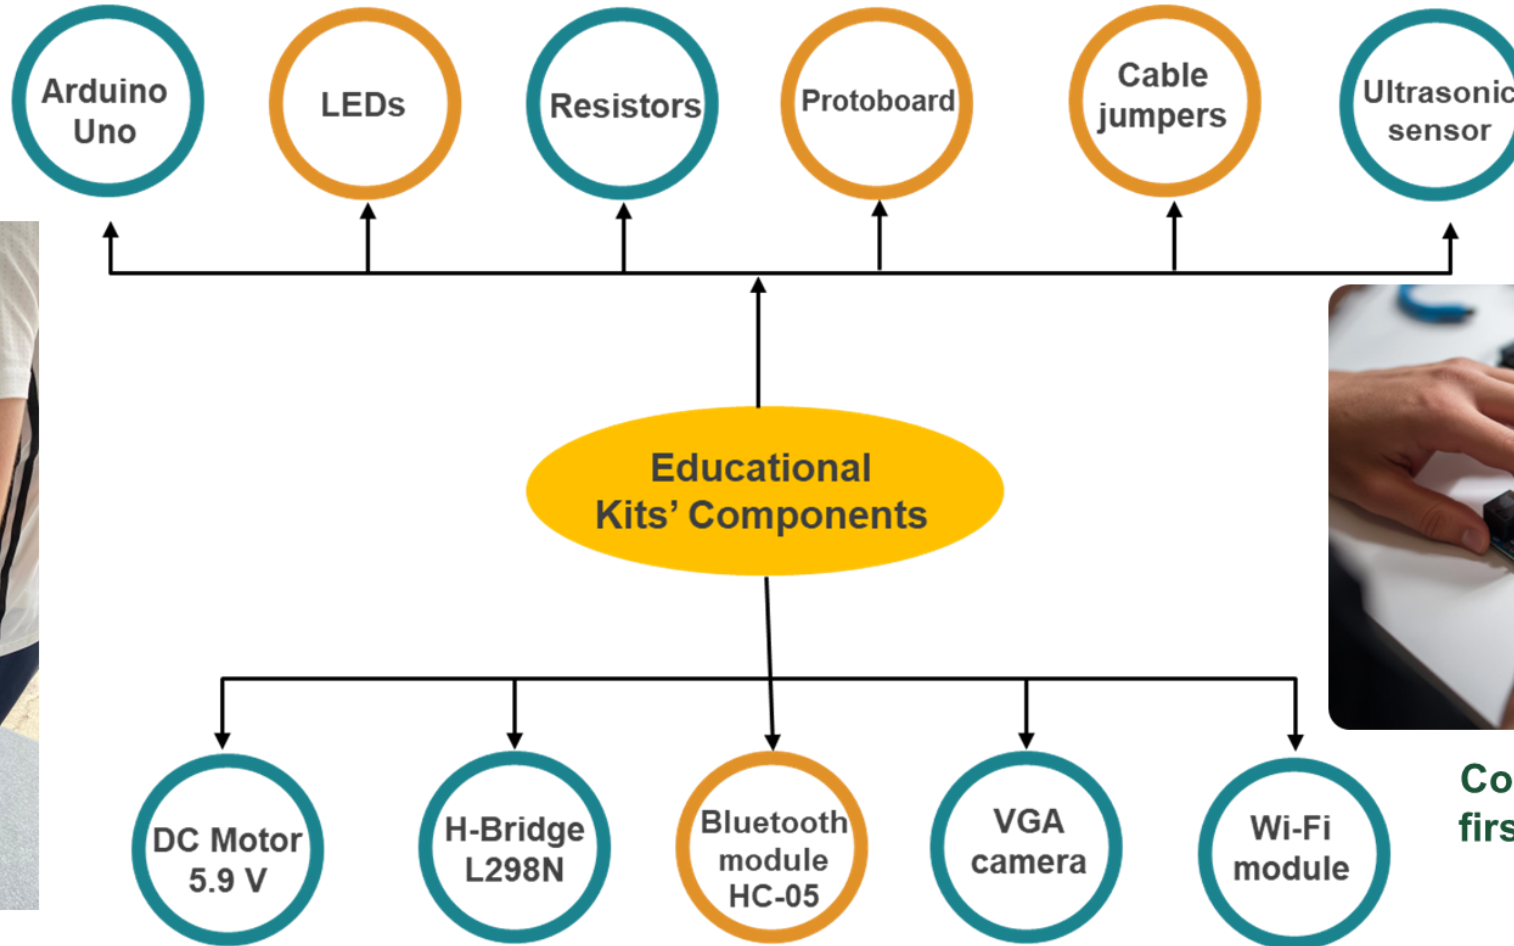 Arduino
Uno
LEDs
Resistors
Protoboard
Cable
jumpers
Ultrasonic
sensor
Educational
Kits’ Components
DC Motor
5.9 V
H-Bridge
L298N
Bluetooth
module
HC-05
VGA
camera
Wi-Fi
module